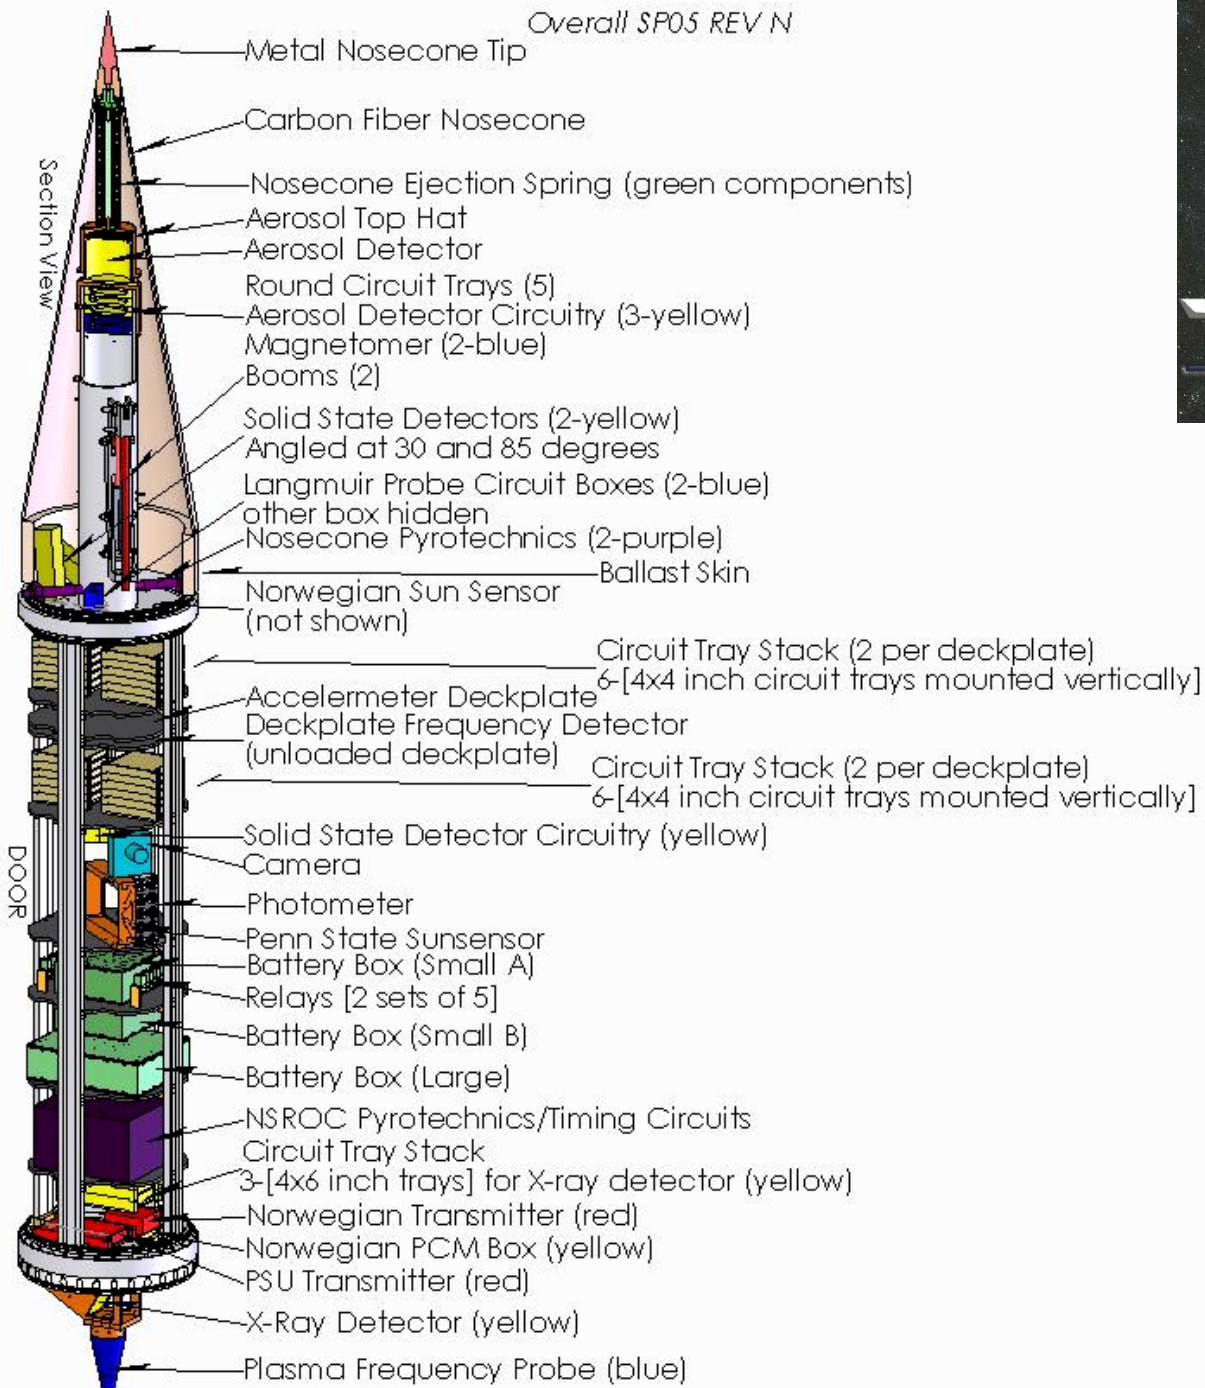 Overall SP05 REV N
Metal Nosecone Tip
Carbon Fiber Nosecone
Section View
Nosecone Ejection Spring (green components)
Aerosol Top Hat
Aerosol Detector
Round Circuit Trays (5)
Aerosol Detector Circuitry (3-yellow)
Magnetomer (2-blue)
Booms (2)
Solid State Detectors (2-yellow)
Angled at 30 and 85 degrees
Langmuir Probe Circuit Boxes (2-blue)
other box hidden
Nosecone Pyrotechnics (2-purple)
Ballast Skin
Norwegian Sun Sensor
(not shown)
Circuit Tray Stack (2 per deckplate)
6-[4x4 inch circuit trays mounted vertically]
Accelermeter Deckplate
Deckplate Frequency Detector
(unloaded deckplate)
Circuit Tray Stack (2 per deckplate)
6-[4x4 inch circuit trays mounted vertically]
Solid State Detector Circuitry (yellow)
DOOR
Camera
Photometer
Penn State Sunsensor
Battery Box (Small A)
Relays [2 sets of 5]
Battery Box (Small B)
Battery Box (Large)
NSROC Pyrotechnics/Timing Circuits
Circuit Tray Stack
3-[4x6 inch trays] for X-ray detector (yellow)
Norwegian Transmitter (red)
Norwegian PCM Box (yellow)
PSU Transmitter (red)
X-Ray Detector (yellow)
Plasma Frequency Probe (blue)